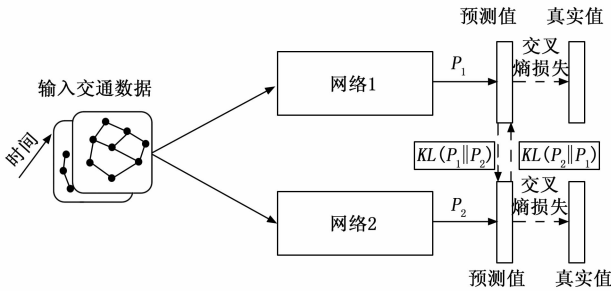 预测值 真实值
交叉
熵损失
网络1
P₁
输入交通数据
时间
KL(P₁‖P₂)
KL(P₂‖P₁)
交叉
熵损失
网络2
P₂
预测值 真实值